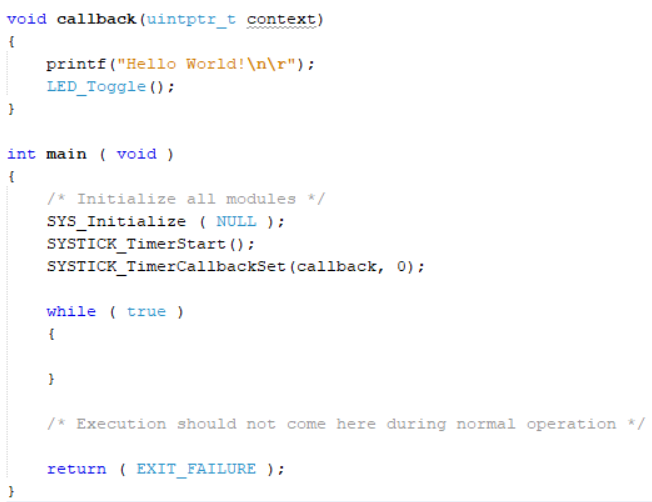 void callback(uintptr_t context)
{
    printf("Hello World!\n\r");
    LED_Toggle();
}
int main ( void )
{
    /* Initialize all modules */
    SYS_Initialize ( NULL );
    SYSTICK_TimerStart();
    SYSTICK_TimerCallbackSet(callback, 0);
    while ( true )
    {
    }
    /* Execution should not come here during normal operation */
    return ( EXIT_FAILURE );
}